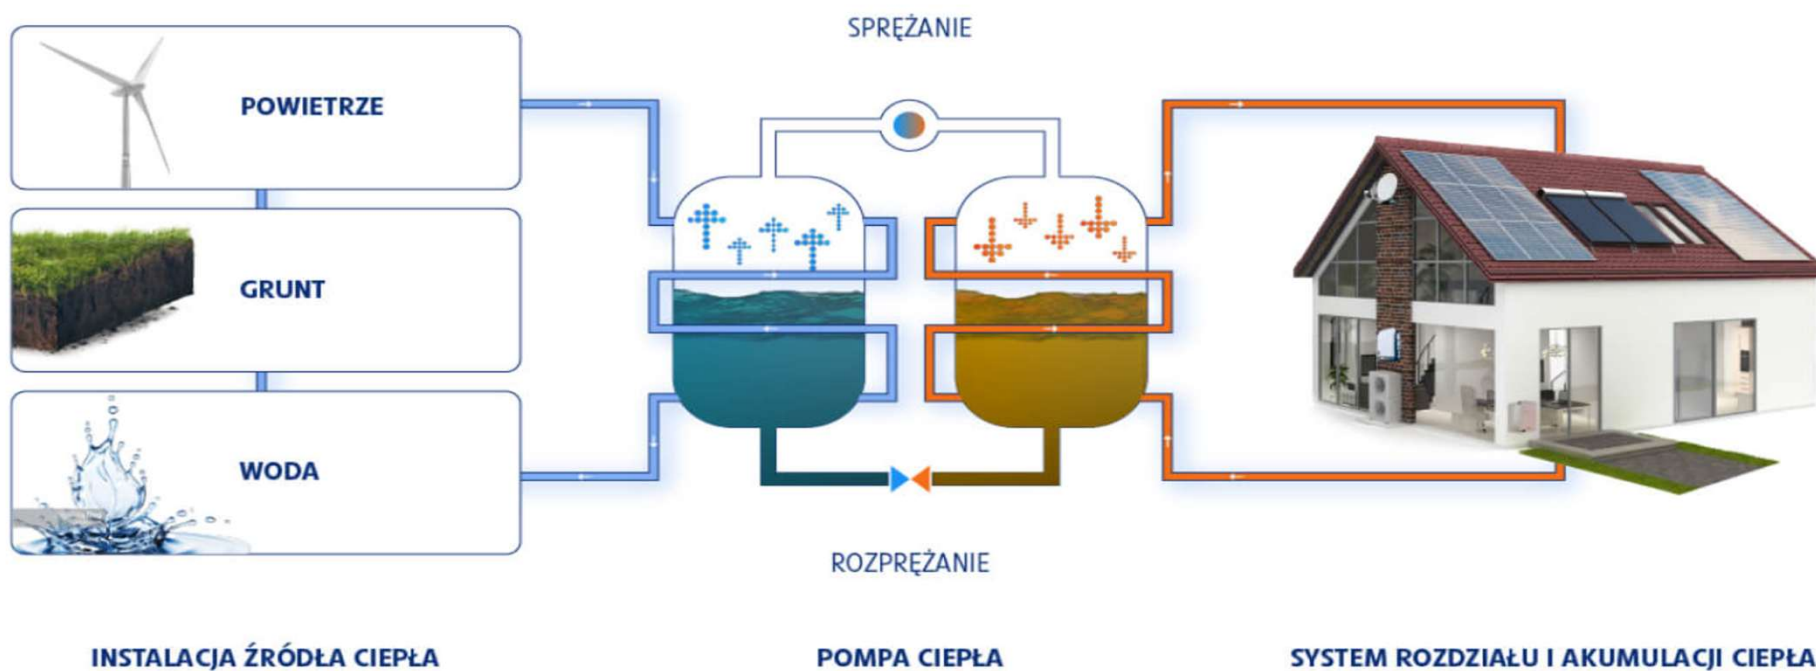 SPRĘŻANIE
POWIETRZE
GRUNT
WODA
ROZPRĘŻANIE
INSTALACJA ŹRÓDŁA CIEPŁA
POMPA CIEPŁA
SYSTEM ROZDZIAŁU I AKUMULACJI CIEPŁA